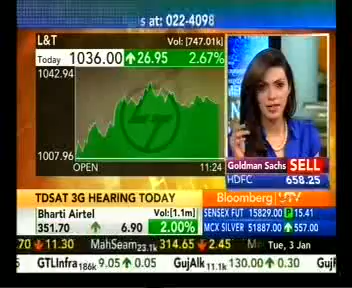 s at: 022-4098
L&T Vol: [747.01k]
Today 1036.00 26.95 2.67%
1042.94
1007.96
OPEN 11:24
Goldman Sachs SELL
HDFC 658.25
TDSAT 3G HEARING TODAY
Bloomberg UTV
Bharti Airtel Vol:[1.1m]
351.70 6.90 2.00%
SENSEX FUT 15829.00 P 15.41
MCX SILVER 51887.00 557.00
70 11.30 MahSeam 23.1k 314.65 2.45 M
Tue, 3 Jan
GTLInfra 186k 9.05 0.05 GujAlk 11.1k 130.00 0.30 Guj